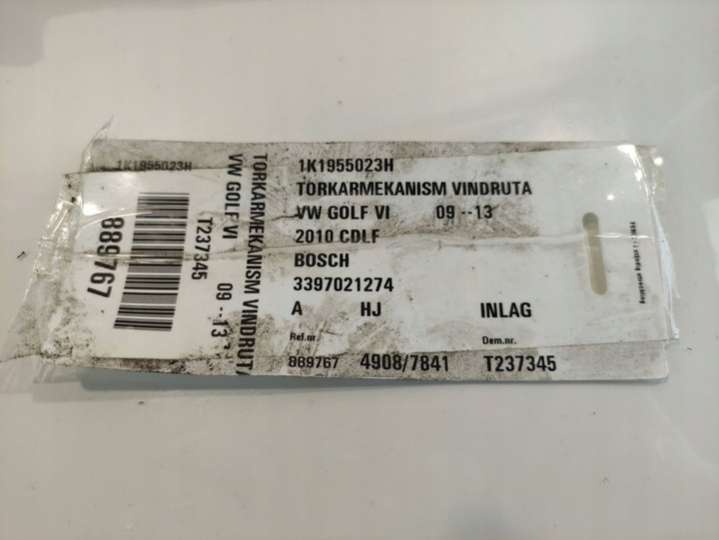 1K1955023H
TORKARMEKANISM VINDRUTA
VW GOLF VI 09 --13
2010 CDLF
BOSCH
3397021274
A HJ INLAG
Ref.nr. Dem.nr.
889767 4908/7841 T237345
1K1955023H
TORKARMEKANISM VINDRUTA
VW GOLF VI 09 --13
T237345
889767